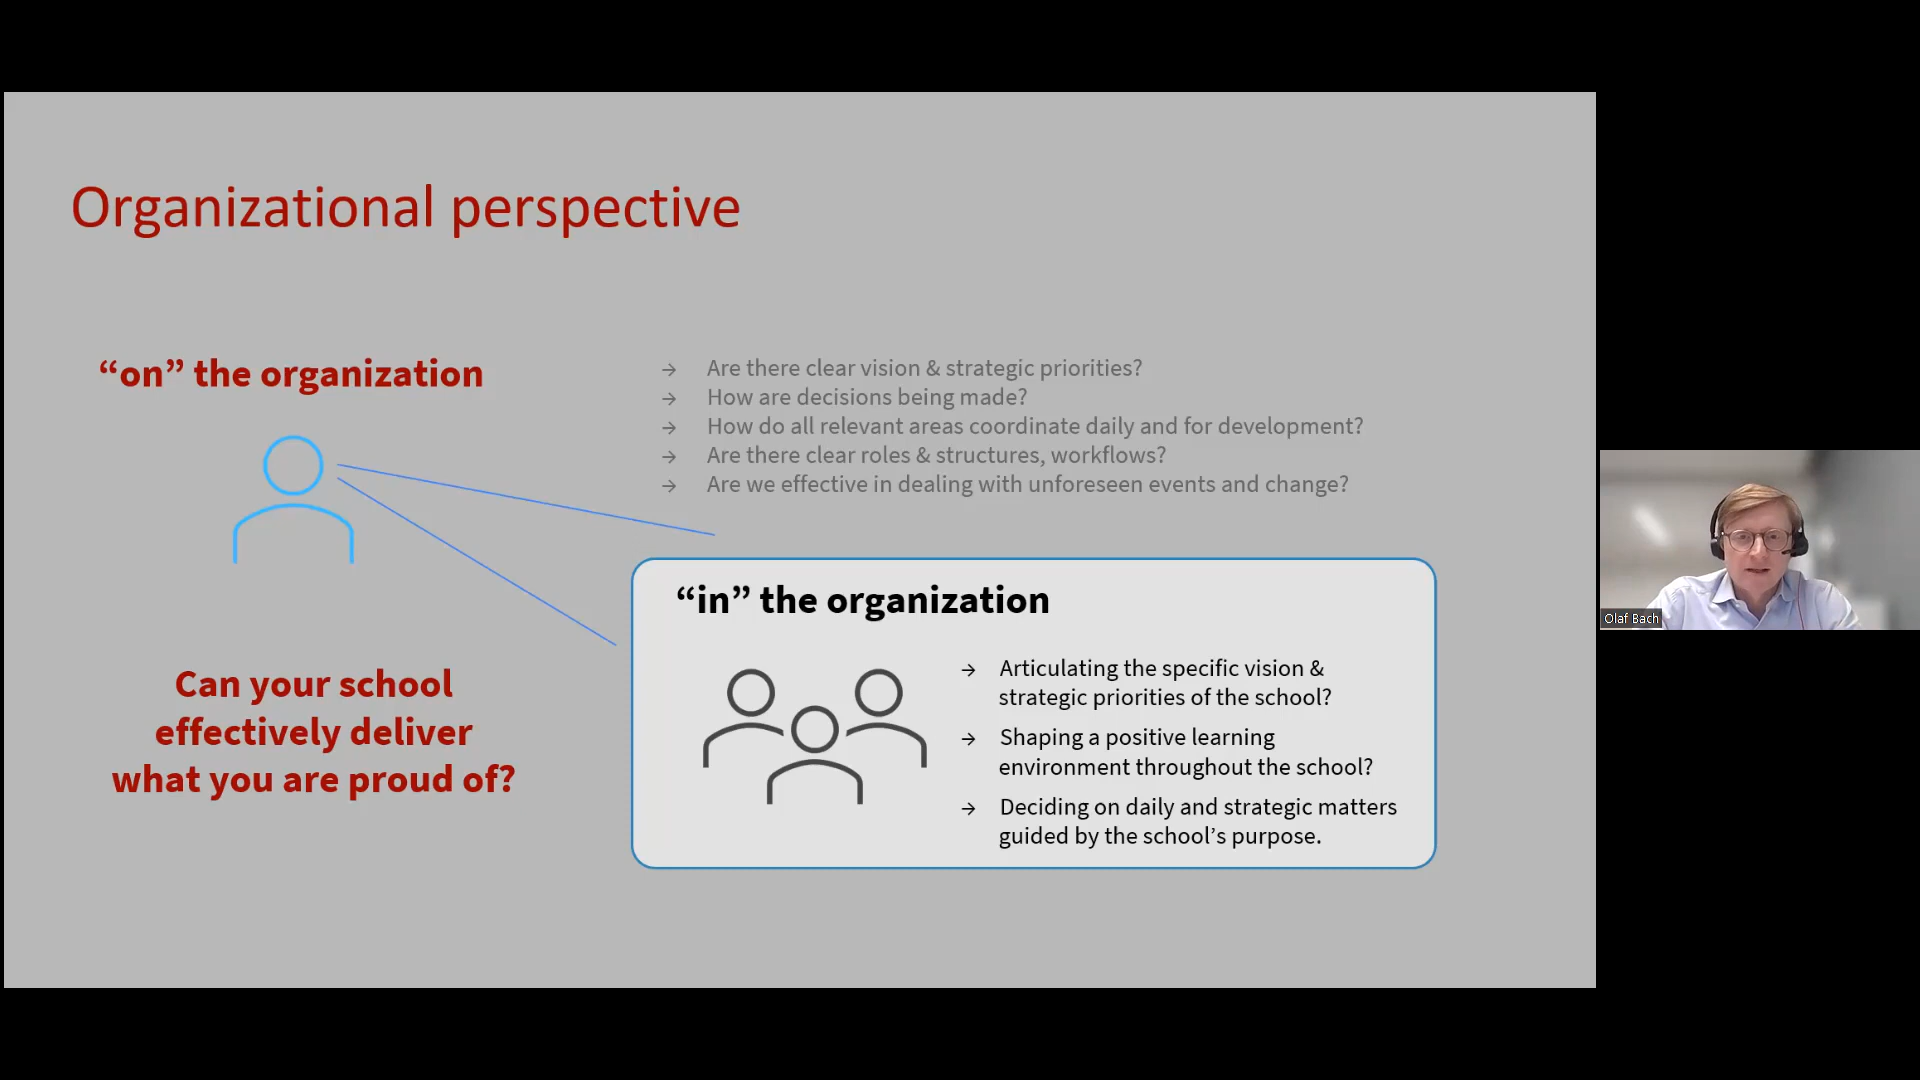 Organizational perspective
“on” the organization
→ Are there clear vision & strategic priorities?
→ How are decisions being made?
→ How do all relevant areas coordinate daily and for development?
→ Are there clear roles & structures, workflows?
→ Are we effective in dealing with unforeseen events and change?
Can your school
effectively deliver
what you are proud of?
“in” the organization
→ Articulating the specific vision &
strategic priorities of the school?
→ Shaping a positive learning
environment throughout the school?
→ Deciding on daily and strategic matters
guided by the school’s purpose.
Olaf Bach